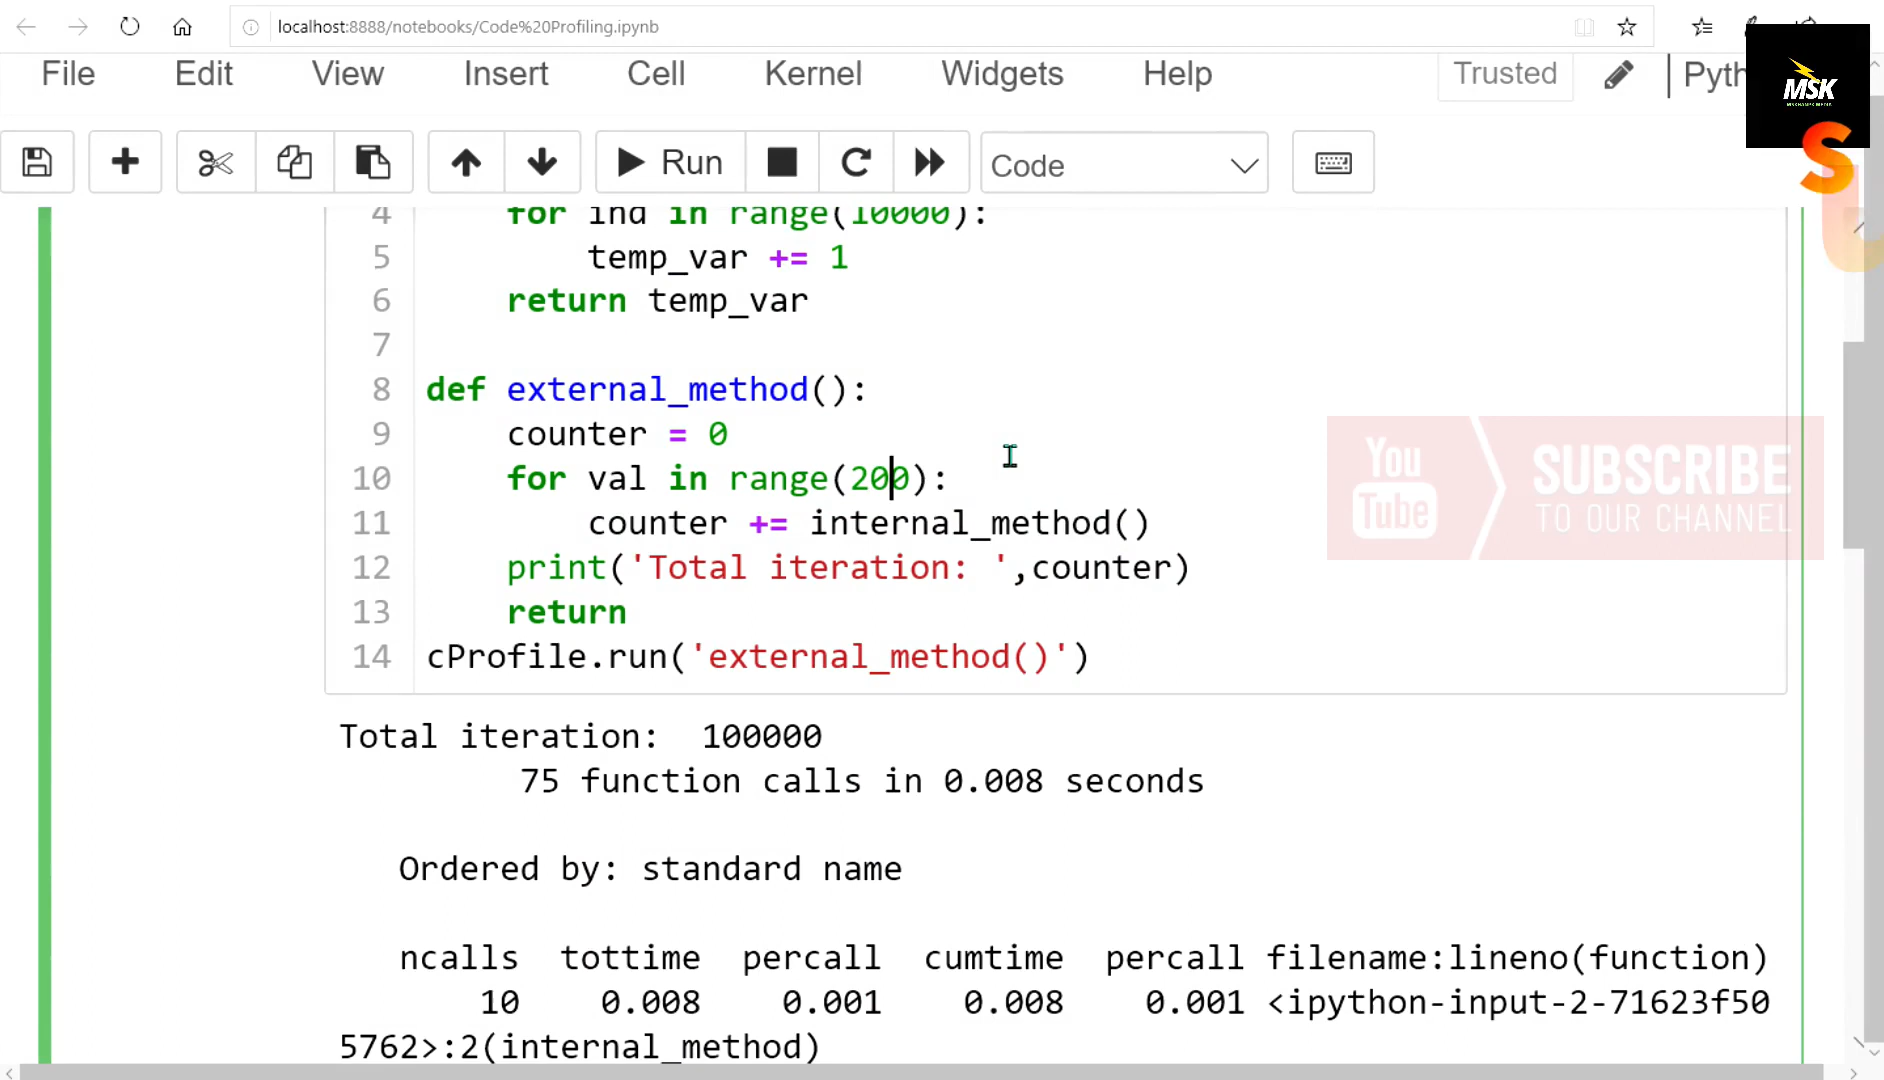 localhost:8888/notebooks/Code%20Profiling.ipynb
File Edit View Insert Cell Kernel Widgets Help Trusted Pyth
MSK
Run Code
S
4 for ind in range(10000):
5 temp_var += 1
6 return temp_var
7
8 def external_method():
9 counter = 0
10 for val in range(200):
11 counter += internal_method()
12 print('Total iteration: ',counter)
13 return
14 cProfile.run('external_method()')
You Tube
SUBSCRIBE
TO OUR CHANNEL
Total iteration:  100000
75 function calls in 0.008 seconds
Ordered by: standard name
ncalls tottime percall cumtime percall filename:lineno(function)
10 0.008 0.001 0.008 0.001 <ipython-input-2-71623f50
5762>:2(internal_method)